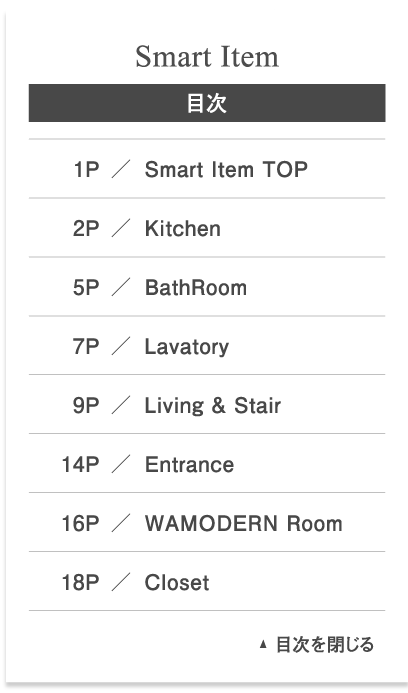 Smart Item
目次
1P ／ Smart Item TOP
2P ／ Kitchen
5P ／ BathRoom
7P ／ Lavatory
9P ／ Living & Stair
14P ／ Entrance
16P ／ WAMODERN Room
18P ／ Closet
▲ 目次を閉じる